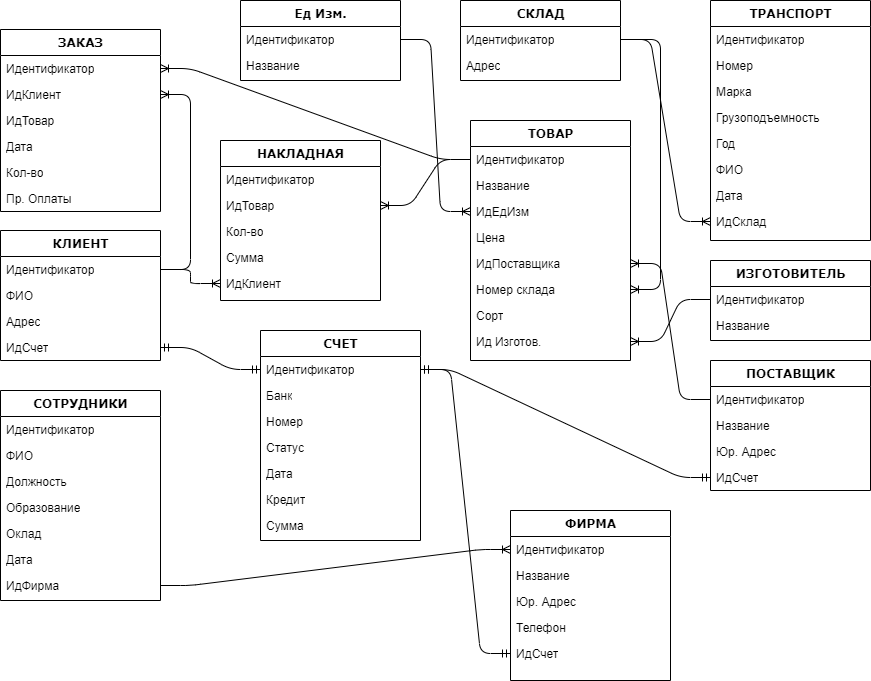 ЗАКАЗ
Идентификатор
ИдКлиент
ИдТовар
Дата
Кол-во
Пр. Оплаты
Ед Изм.
Идентификатор
Название
СКЛАД
Идентификатор
Адрес
ТРАНСПОРТ
Идентификатор
Номер
Марка
Грузоподъемность
Год
ФИО
Дата
ИдСклад
НАКЛАДНАЯ
Идентификатор
ИдТовар
Кол-во
Сумма
ИдКлиент
ТОВАР
Идентификатор
Название
ИдЕдИзм
Цена
ИдПоставщика
Номер склада
Сорт
Ид Изготов.
КЛИЕНТ
Идентификатор
ФИО
Адрес
ИдСчет
ИЗГОТОВИТЕЛЬ
Идентификатор
Название
СЧЕТ
Идентификатор
Банк
Номер
Статус
Дата
Кредит
Сумма
ПОСТАВЩИК
Идентификатор
Название
Юр. Адрес
ИдСчет
СОТРУДНИКИ
Идентификатор
ФИО
Должность
Образование
Оклад
Дата
ИдФирма
ФИРМА
Идентификатор
Название
Юр. Адрес
Телефон
ИдСчет